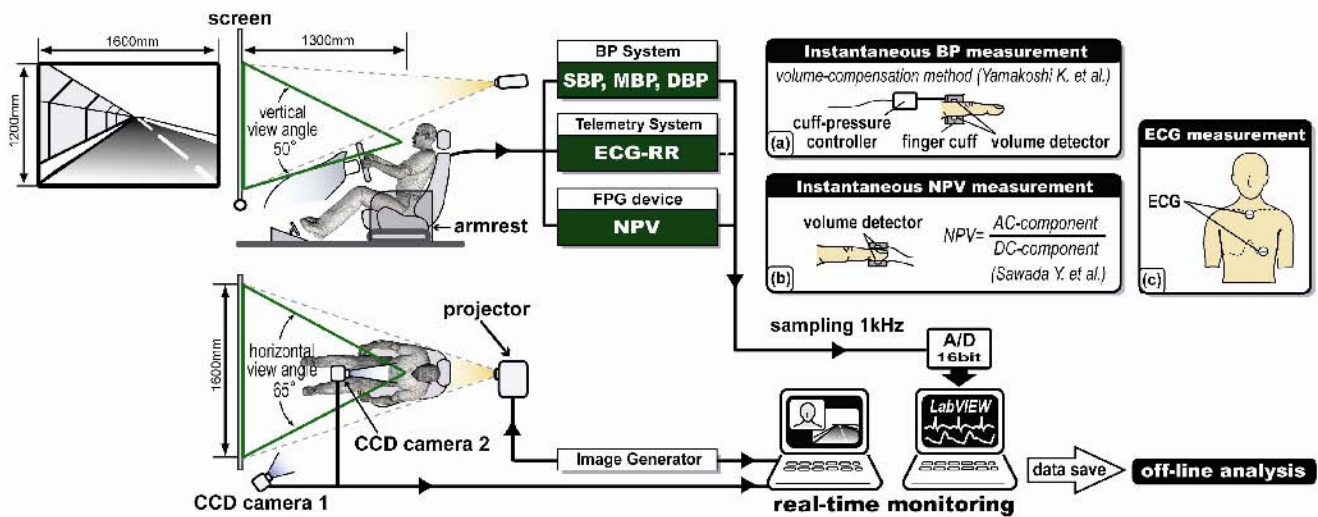 screen
1600mm
1200mm
1300mm
vertical
view angle
50°
armrest
BP System
SBP, MBP, DBP
Telemetry System
ECG-RR
FPG device
NPV
Instantaneous BP measurement
volume-compensation method (Yamakoshi K. et al.)
cuff-pressure
controller
finger cuff
volume detector
(a)
Instantaneous NPV measurement
volume detector
NPV= AC-component
DC-component
(Sawada Y. et al.)
(b)
ECG measurement
ECG
(c)
1600mm
horizontal
view angle
65°
projector
CCD camera 2
CCD camera 1
Image Generator
sampling 1kHz
A/D
16bit
LabVIEW
real-time monitoring
data save
off-line analysis